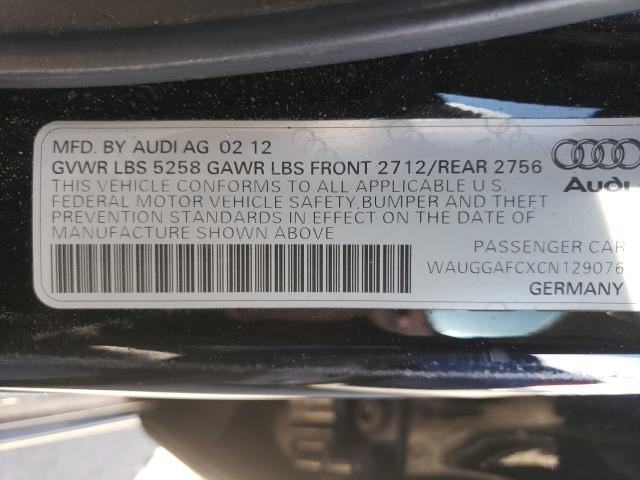 MFD. BY AUDI AG 02 12
GVWR LBS 5258 GAWR LBS FRONT 2712/REAR 2756
THIS VEHICLE CONFORMS TO ALL APPLICABLE U.S.
FEDERAL MOTOR VEHICLE SAFETY,BUMPER AND THEFT
PREVENTION STANDARDS IN EFFECT ON THE DATE OF
MANUFACTURE SHOWN ABOVE
Audi
PASSENGER CAR
WAUGGAFCXCN129076
GERMANY